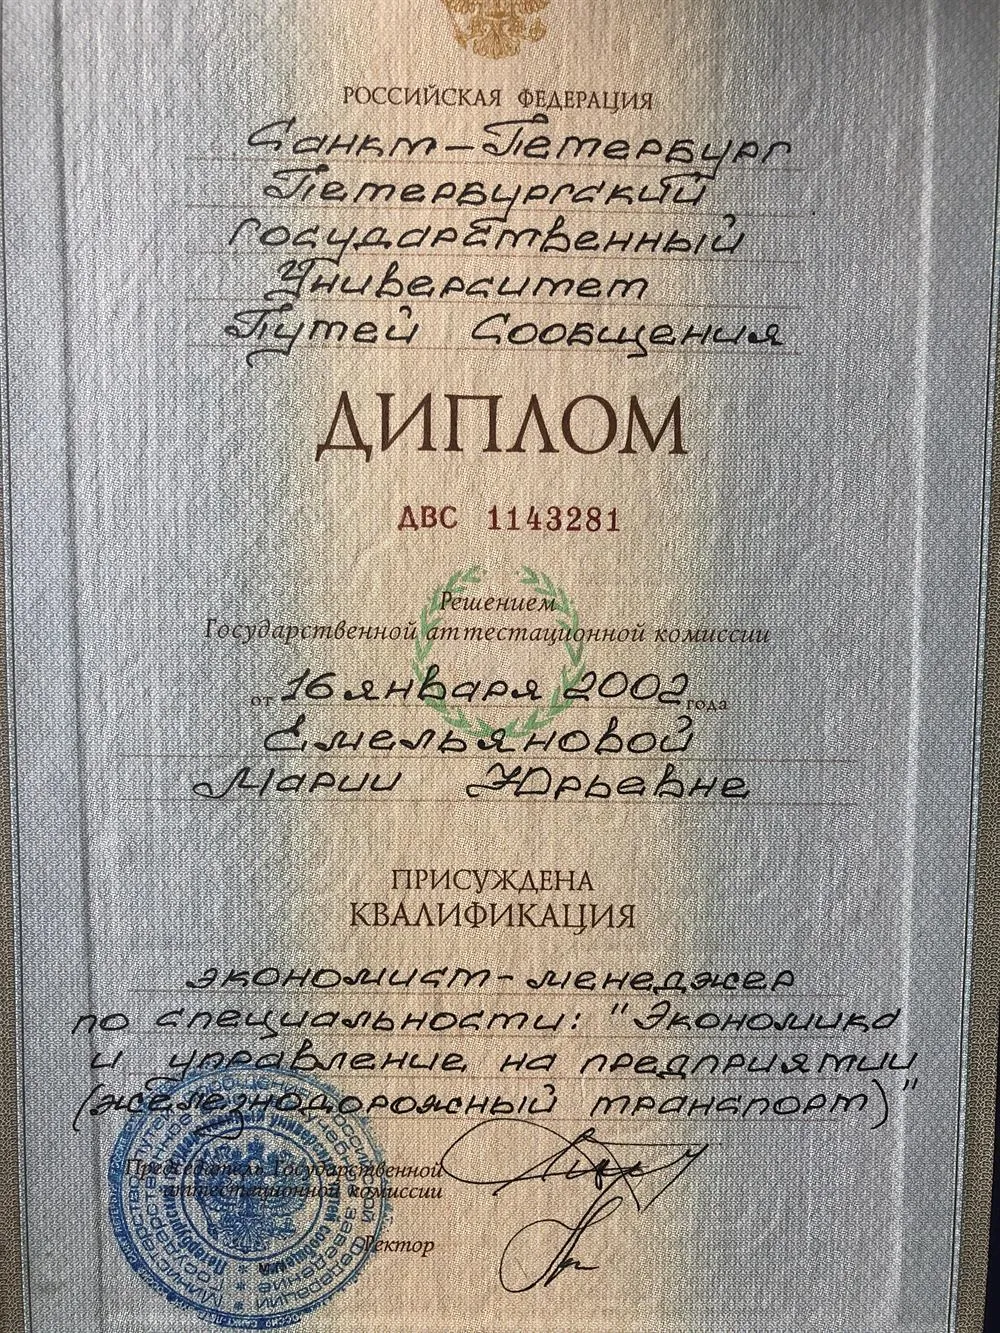 РОССИЙСКАЯ ФЕДЕРАЦИЯ
Санкт-Петербург
Петербургский
государственный
Университет
Путей Сообщения
ДИПЛОМ
ДВС 1143281
Решением
Государственной аттестационной комиссии
от 16 января 2002 года
Емельяновой
Марии Юрьевне
ПРИСУЖДЕНА
КВАЛИФИКАЦИЯ
экономист-менеджер
по специальности: "Экономика
и управление на предприятии
(железнодорожный транспорт)"
Председатель Государственной
аттестационной комиссии
Ректор